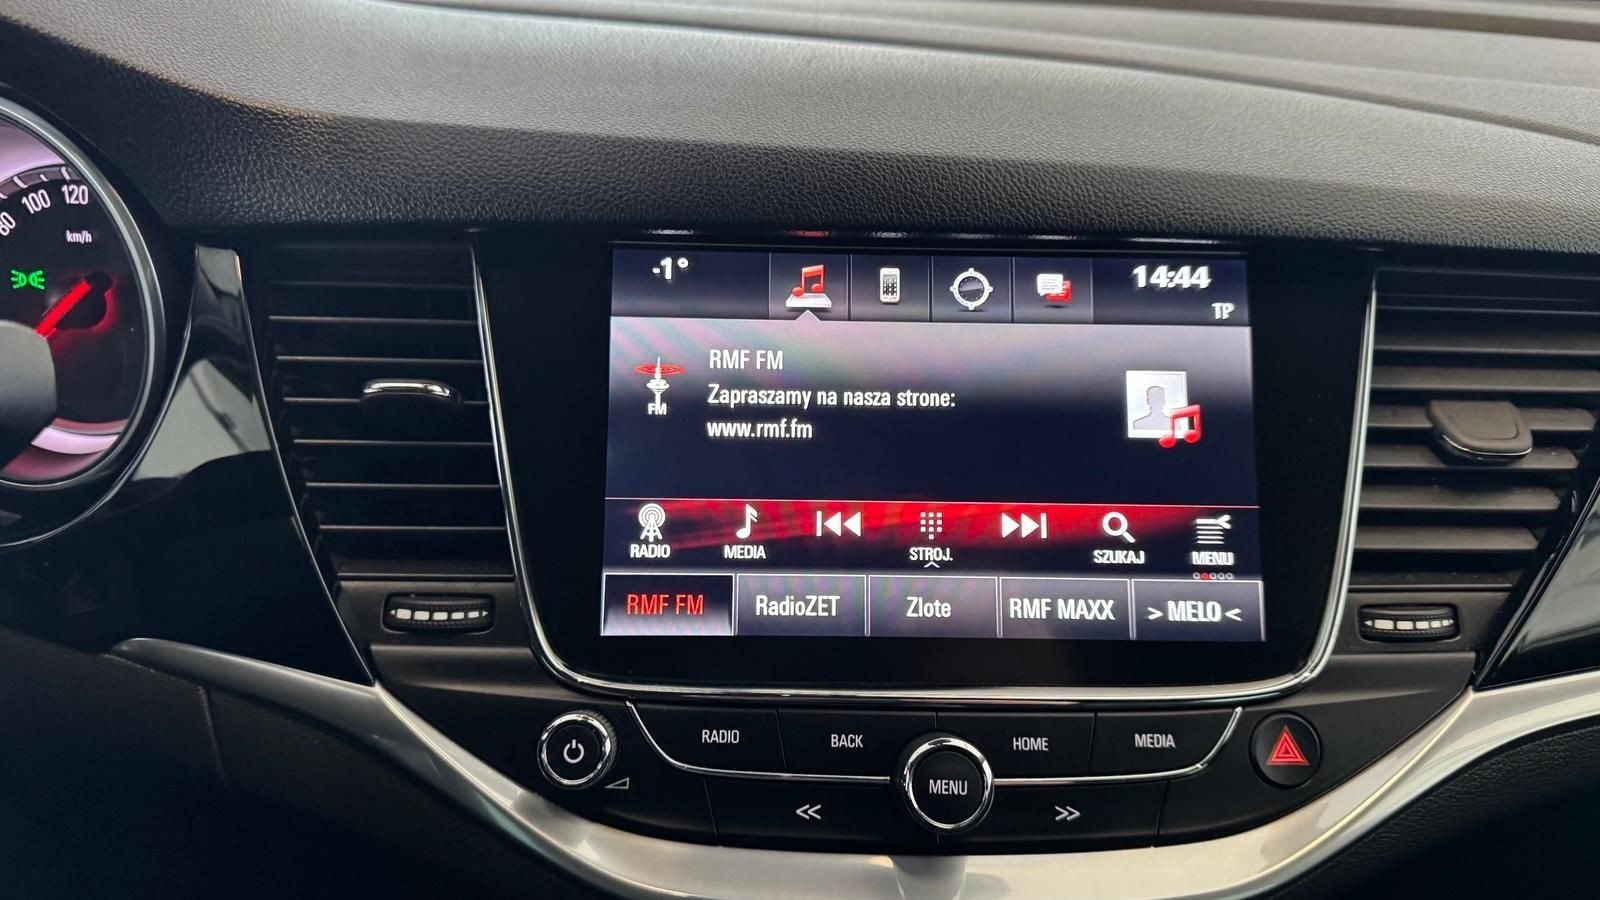 80 100 120
km/h
-1°
14:44
TP
RMF FM
Zapraszamy na nasza strone:
www.rmf.fm
FM
RADIO MEDIA STROJ. SZUKAJ MENU
RMF FM RadioZET Zlote RMF MAXX > MELO <
RADIO BACK HOME MEDIA
MENU